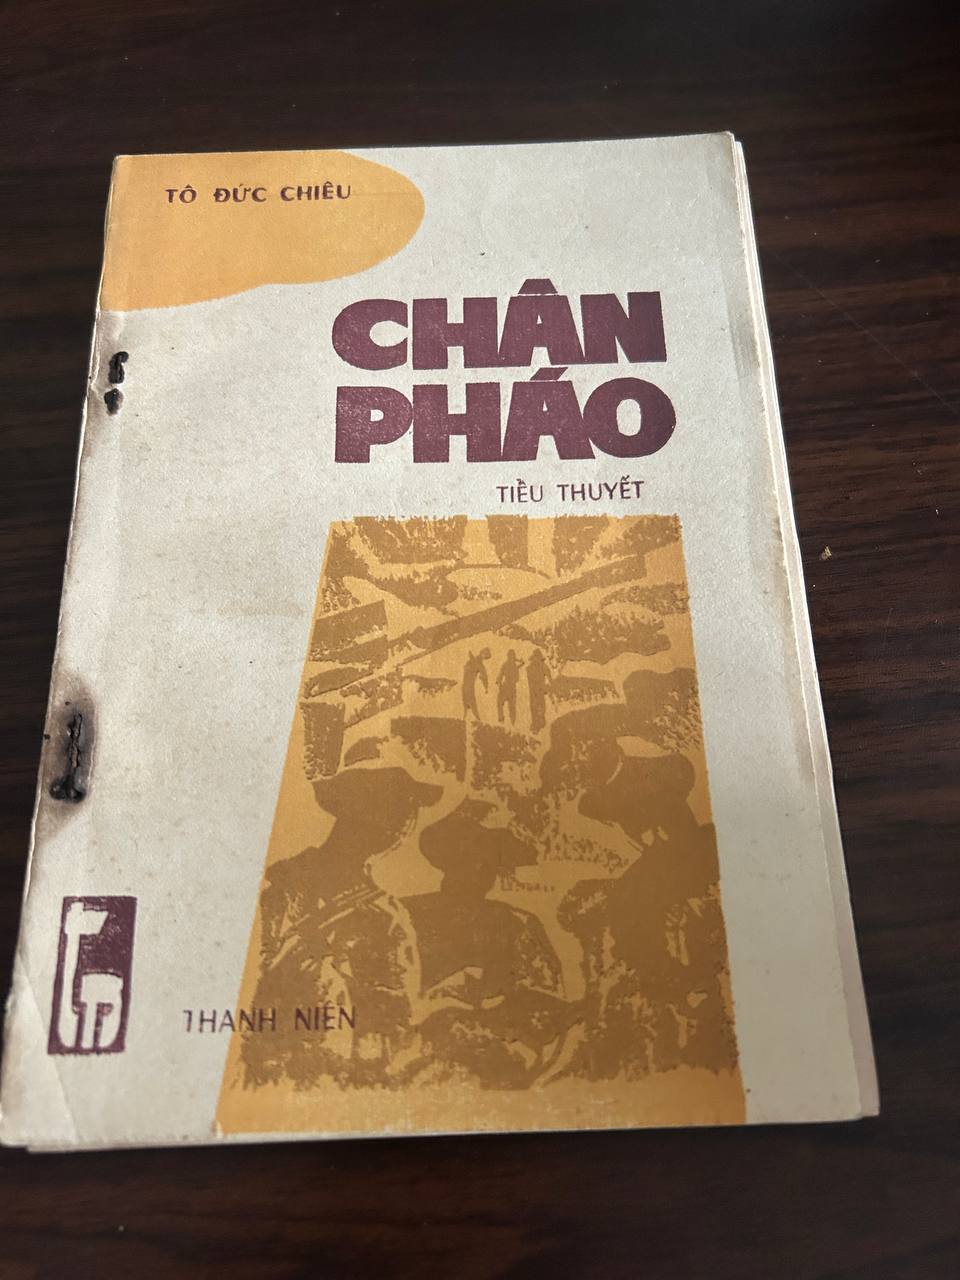 TÔ ĐỨC CHIÊU
CHÂN
PHÁO
TIỂU THUYẾT
THANH NIÊN